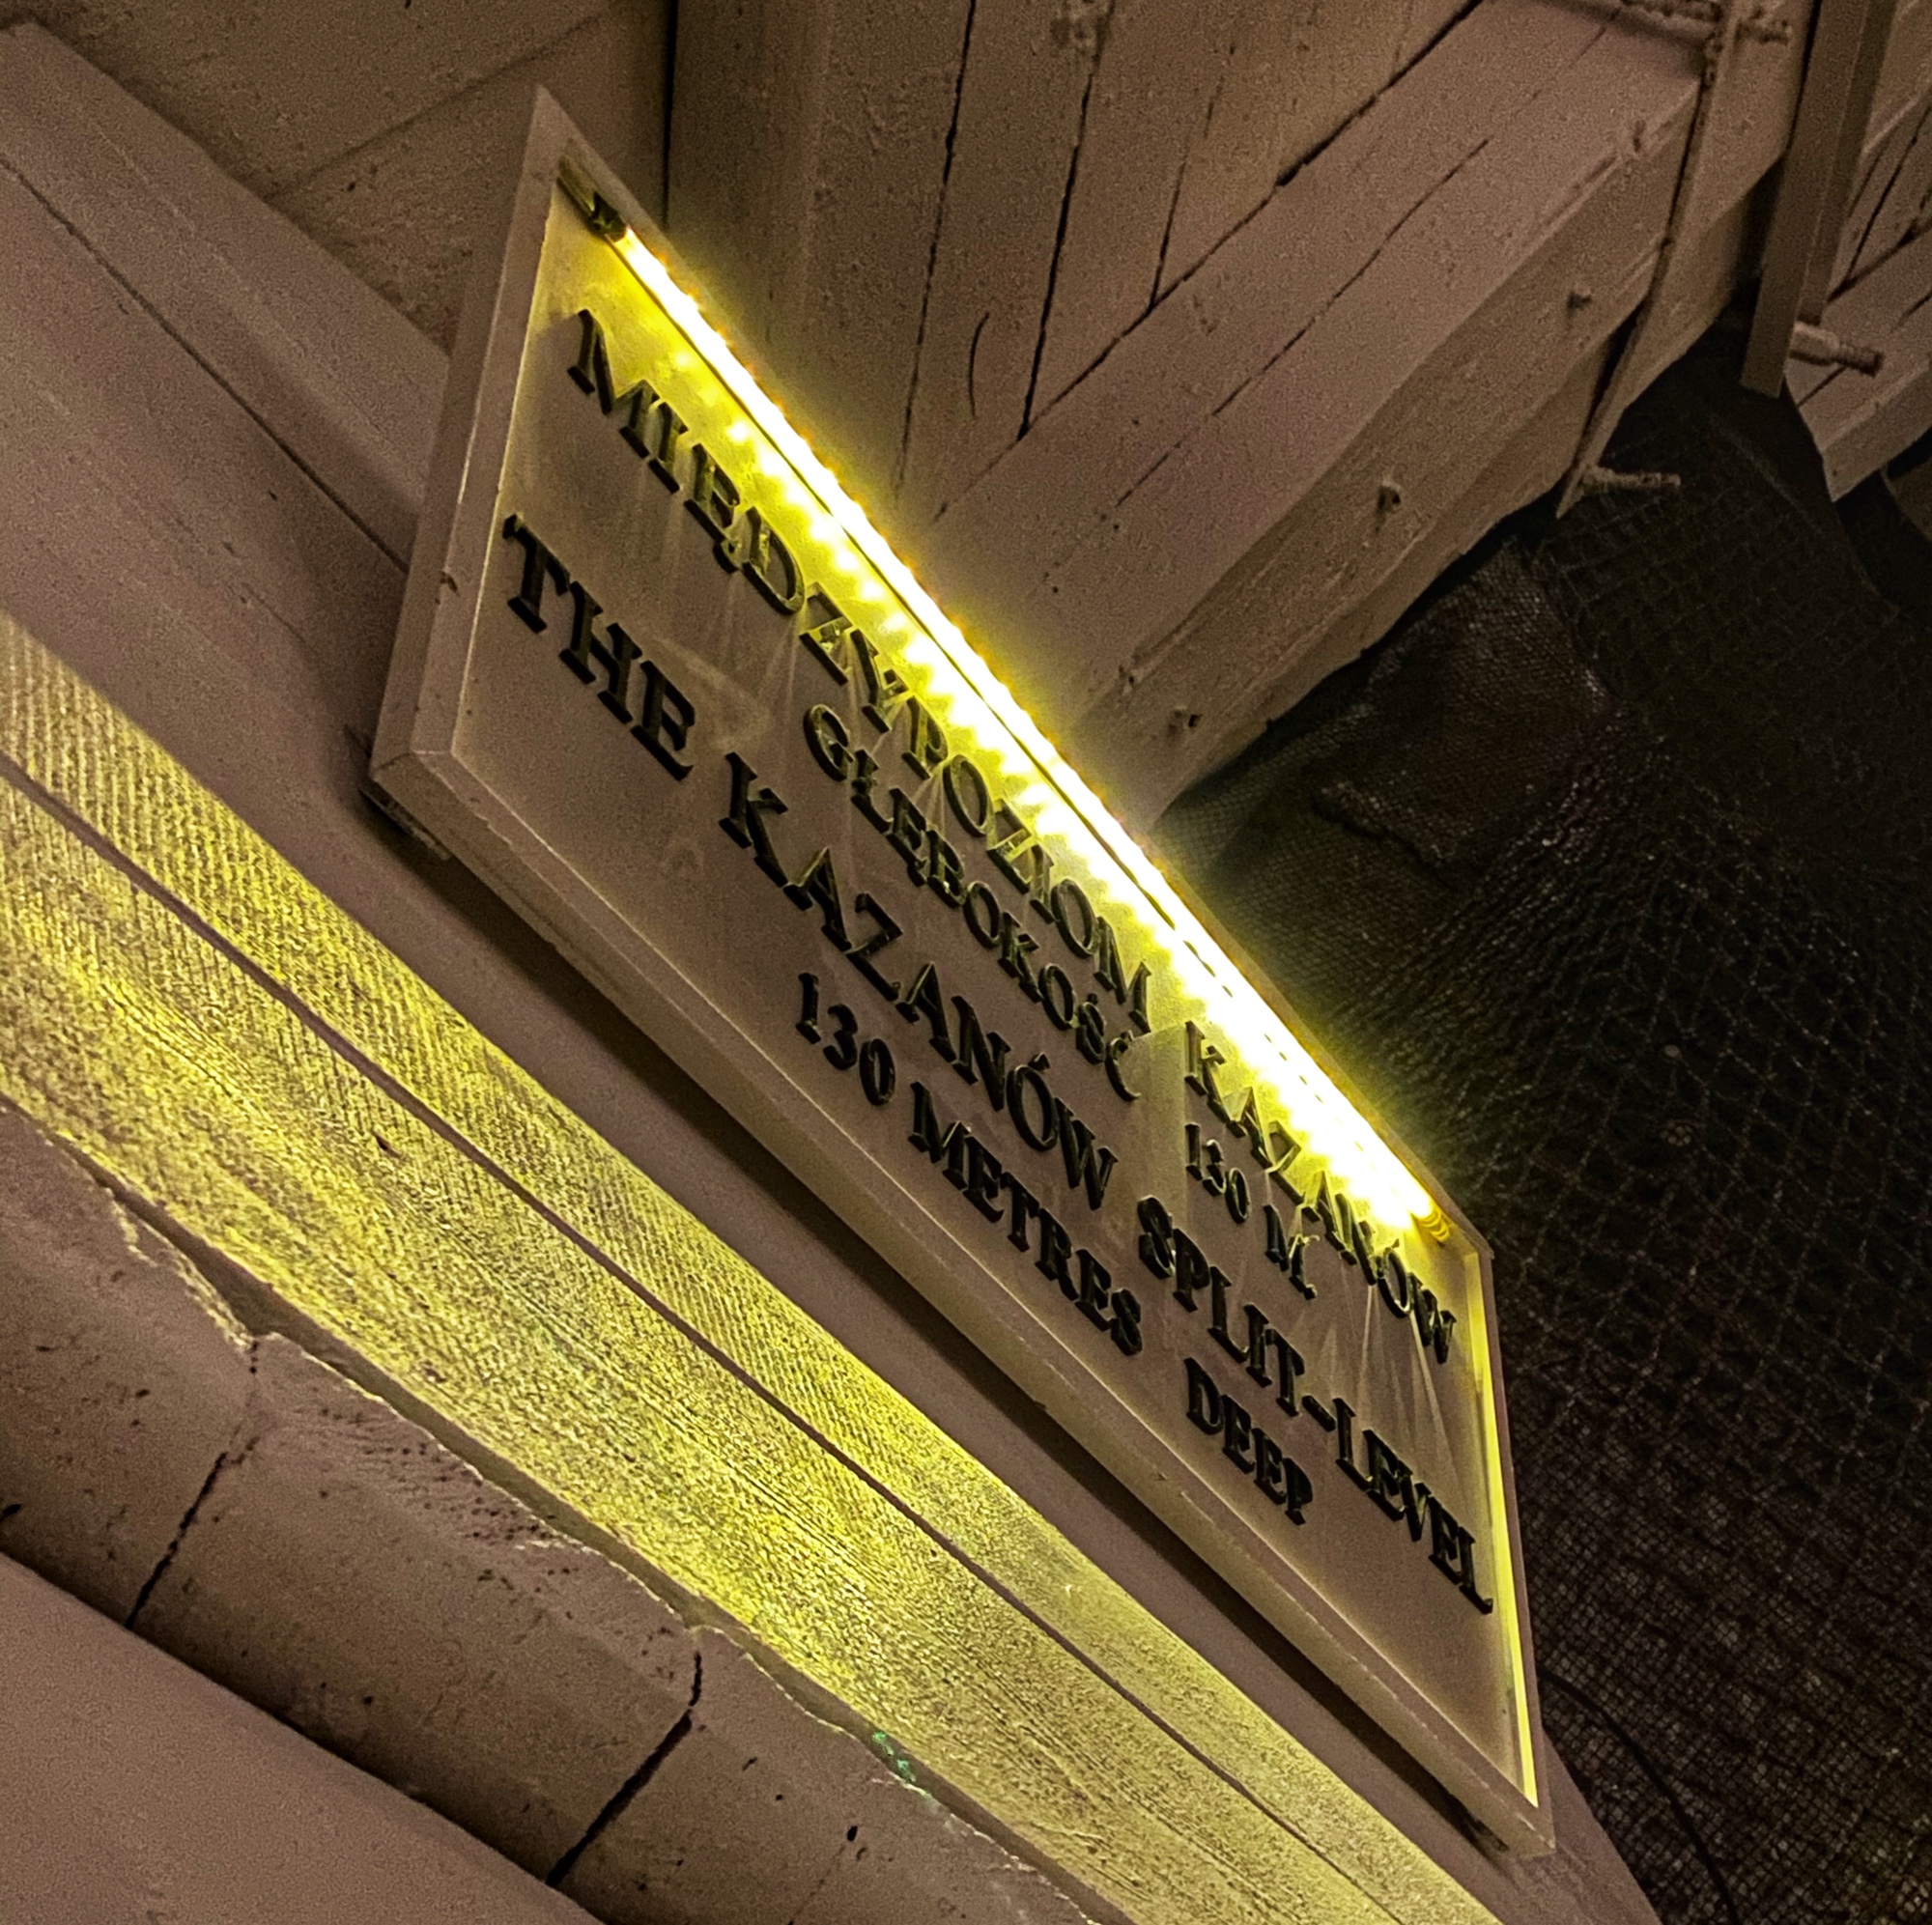 MIĘDZYPOZIOM KAZANÓW
GŁĘBOKOŚĆ 130 M
THE KAZANÓW SPLIT-LEVEL
130 METRES DEEP